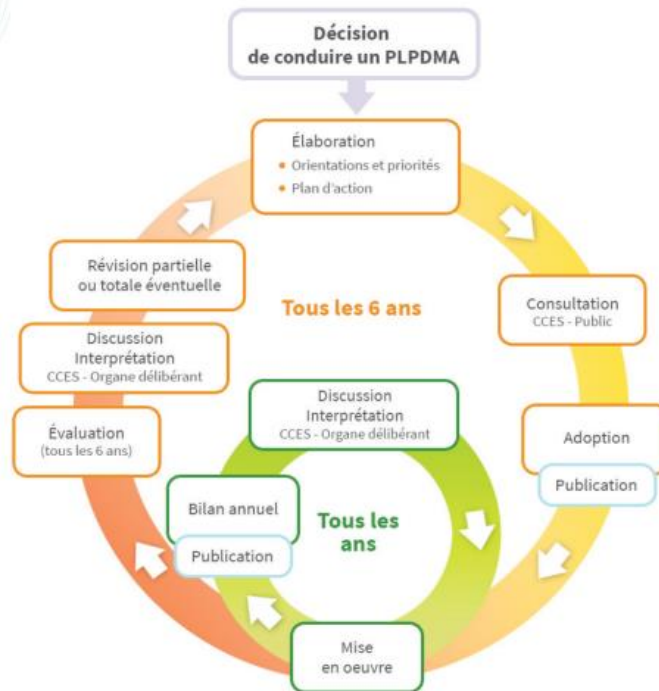 Décision
de conduire un PLPDMA
Élaboration
• Orientations et priorités
• Plan d'action
Révision partielle
ou totale éventuelle
Tous les 6 ans
Consultation
CCES - Public
Discussion
Interprétation
CCES - Organe délibérant
Discussion
Interprétation
CCES - Organe délibérant
Évaluation
(tous les 6 ans)
Adoption
Publication
Bilan annuel
Publication
Tous les
ans
Mise
en oeuvre